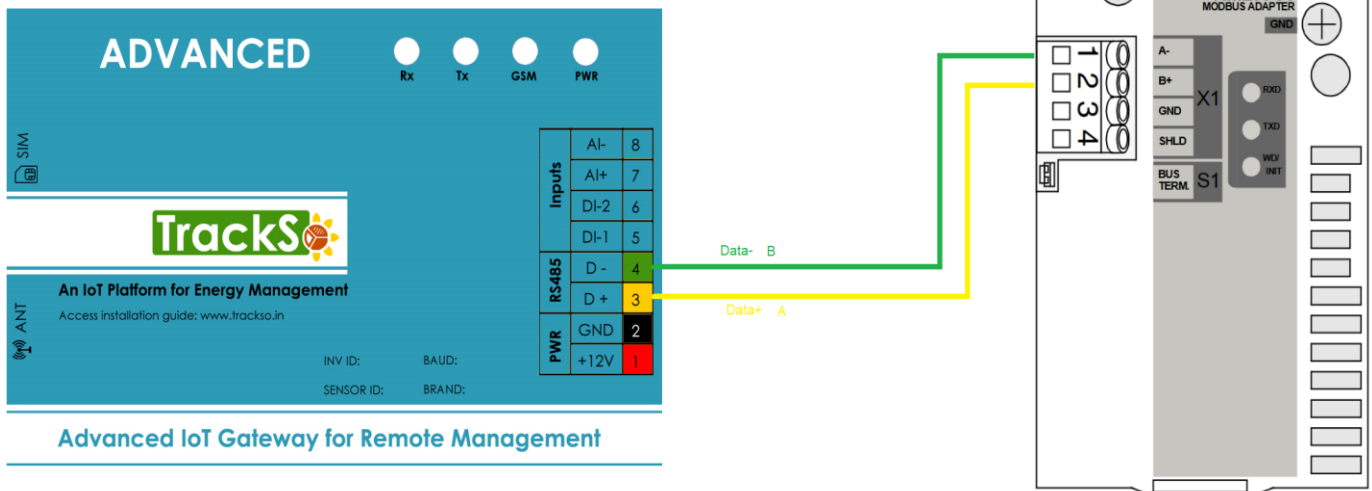 ADVANCED
Rx Tx GSM PWR
SIM
Inputs
AI- 8
AI+ 7
DI-2 6
DI-1 5
RS485
D - 4
D + 3
PWR
GND 2
+12V 1
TrackSo
An IoT Platform for Energy Management
Access installation guide: www.trackso.in
ANT
INV ID: BAUD:
SENSOR ID: BRAND:
Advanced IoT Gateway for Remote Management
Data- B
Data+ A
MODBUS ADAPTER
GND
1
2
3
4
A-
B+
GND
SHLD
X1
BUS
TERM.
S1
RXD
TXD
WD/
INIT